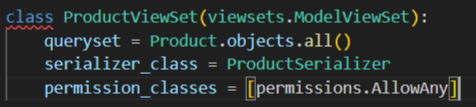 class ProductViewSet(viewsets.ModelViewSet):
queryset = Product.objects.all()
serializer_class = ProductSerializer
permission_classes = [permissions.AllowAny]